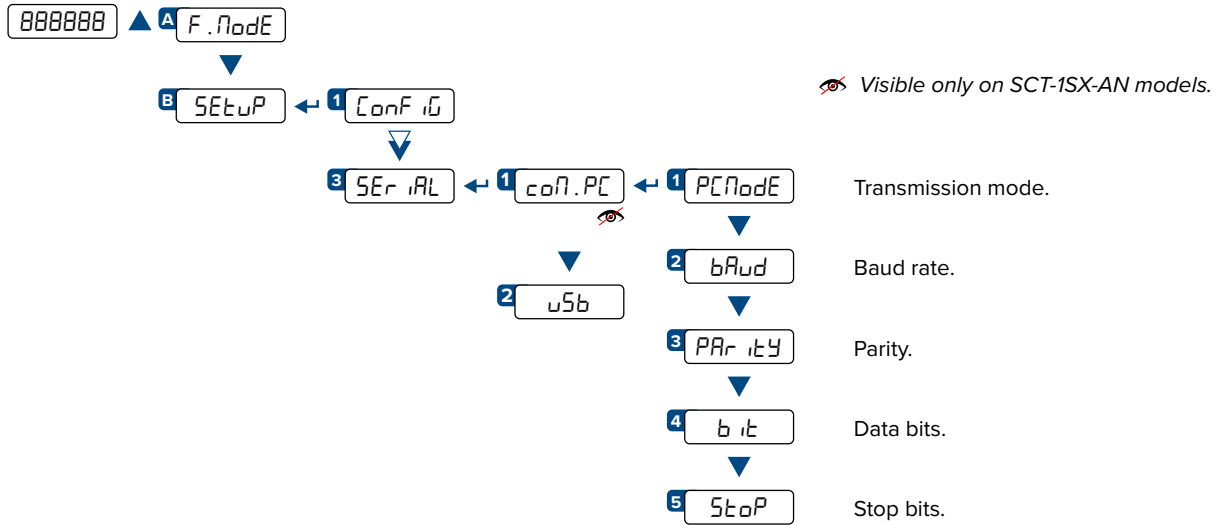 888888 A F.ModE
Visible only on SCT-1SX-AN models.
B SEtuP 1 ConFiG
3 SEriAL 1 coM.PC 1 PCModE Transmission mode.
2 bAud Baud rate.
2 uSb
3 PAritY Parity.
4 bit Data bits.
5 StoP Stop bits.